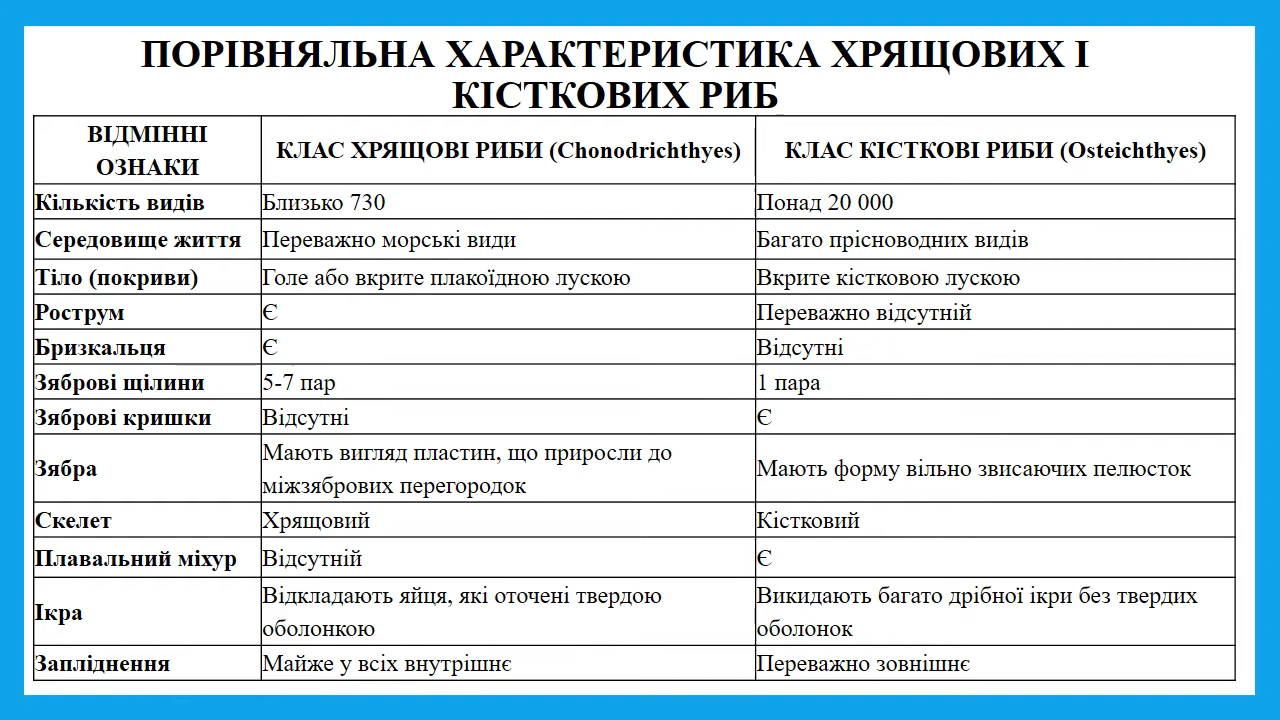 ПОРІВНЯЛЬНА ХАРАКТЕРИСТИКА ХРЯЩОВИХ І
КІСТКОВИХ РИБ
ВІДМІННІ
ОЗНАКИ
КЛАС ХРЯЩОВІ РИБИ (Chonodrichthyes)
КЛАС КІСТКОВІ РИБИ (Osteichthyes)
Кількість видів
Близько 730
Понад 20 000
Середовище життя
Переважно морські види
Багато прісноводних видів
Тіло (покриви)
Голе або вкрите плакоїдною лускою
Вкрите кістковою лускою
Рострум
Є
Переважно відсутній
Бризкальця
Є
Відсутні
Зяброві щілини
5-7 пар
1 пара
Зяброві кришки
Відсутні
Є
Зябра
Мають вигляд пластин, що приросли до
міжзябрових перегородок
Мають форму вільно звисаючих пелюсток
Скелет
Хрящовий
Кістковий
Плавальний міхур
Відсутній
Є
Ікра
Відкладають яйця, які оточені твердою
оболонкою
Викидають багато дрібної ікри без твердих
оболонок
Запліднення
Майже у всіх внутрішнє
Переважно зовнішнє